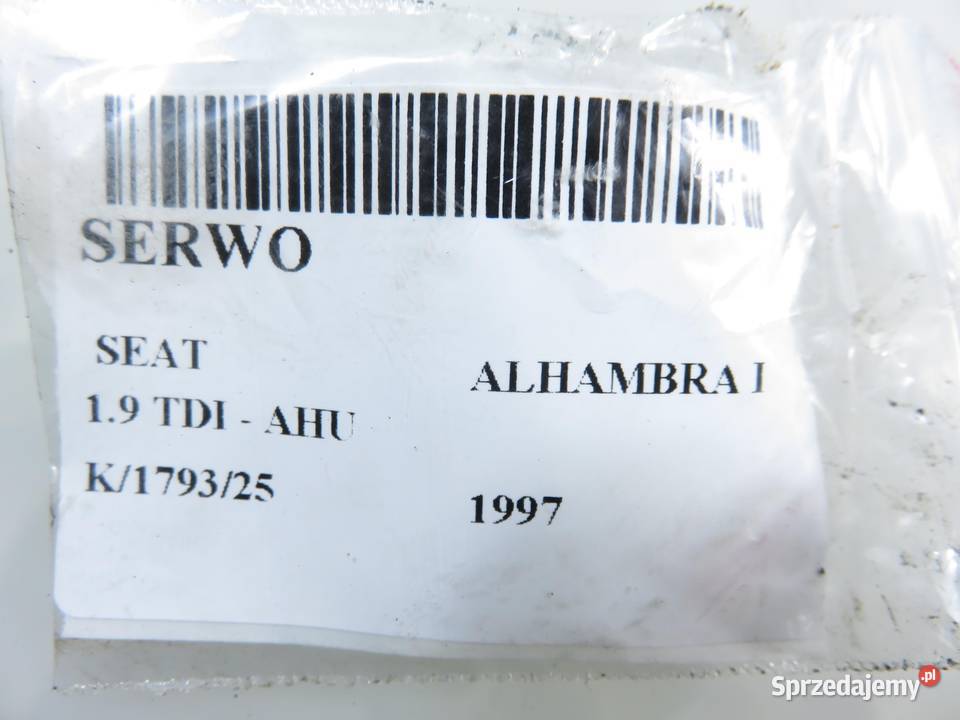 SERWO
SEAT
ALHAMBRA I
1.9 TDI - AHU
K/1793/25
1997
Sprzedajemy.pl